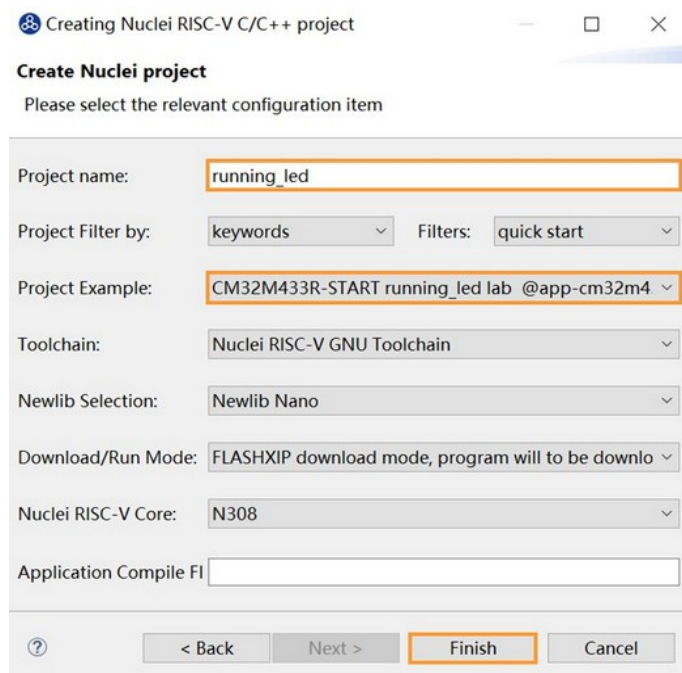 Creating Nuclei RISC-V C/C++ project
Create Nuclei project
Please select the relevant configuration item
Project name: running_led
Project Filter by: keywords Filters: quick start
Project Example: CM32M433R-START running_led lab @app-cm32m4
Toolchain: Nuclei RISC-V GNU Toolchain
Newlib Selection: Newlib Nano
Download/Run Mode: FLASHXIP download mode, program will to be downlo
Nuclei RISC-V Core: N308
Application Compile Fl
? < Back Next > Finish Cancel